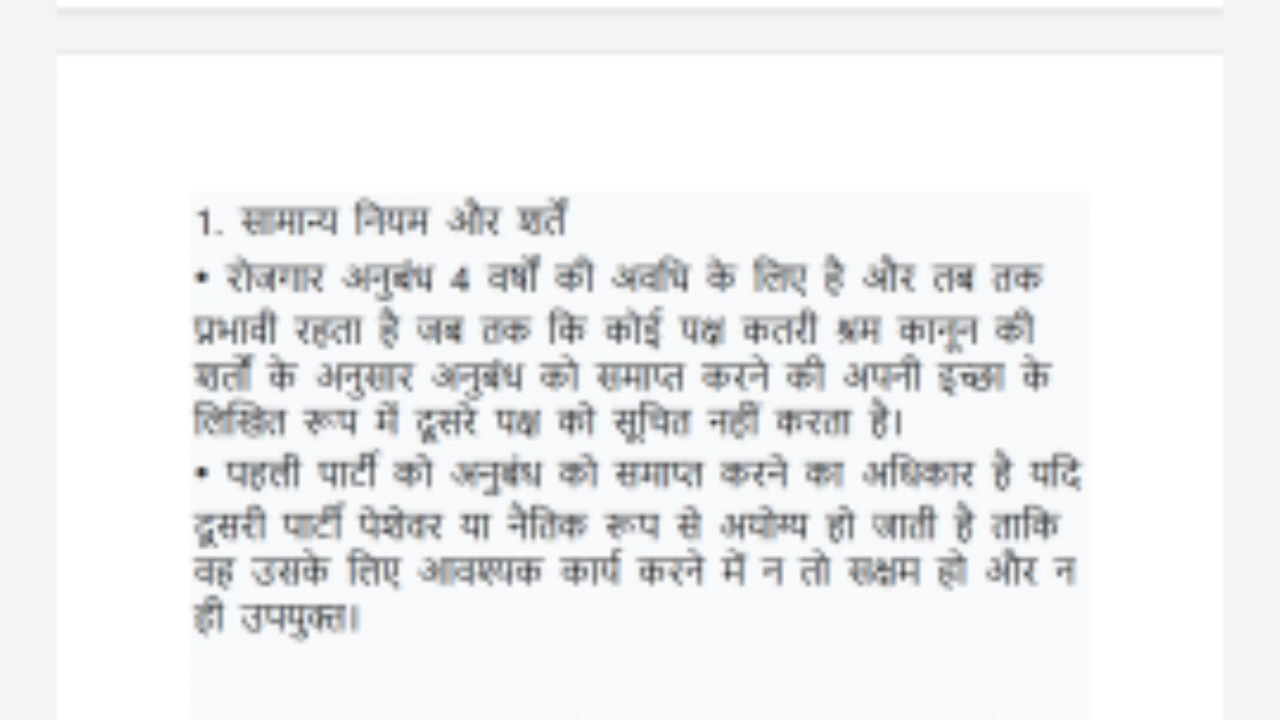 1. सामान्य नियम और शर्तें
• रोजगार अनुबंध 4 वर्षों की अवधि के लिए है और तब तक
प्रभावी रहता है जब तक कि कोई पक्ष कतरी श्रम कानून की
शर्तों के अनुसार अनुबंध को समाप्त करने की अपनी इच्छा के
लिखित रूप में दूसरे पक्ष को सूचित नहीं करता है।
• पहली पार्टी को अनुबंध को समाप्त करने का अधिकार है यदि
दूसरी पार्टी पेशेवर या नैतिक रूप से अयोग्य हो जाती है ताकि
वह उसके लिए आवश्यक कार्य करने में न तो सक्षम हो और न
ही उपयुक्त।